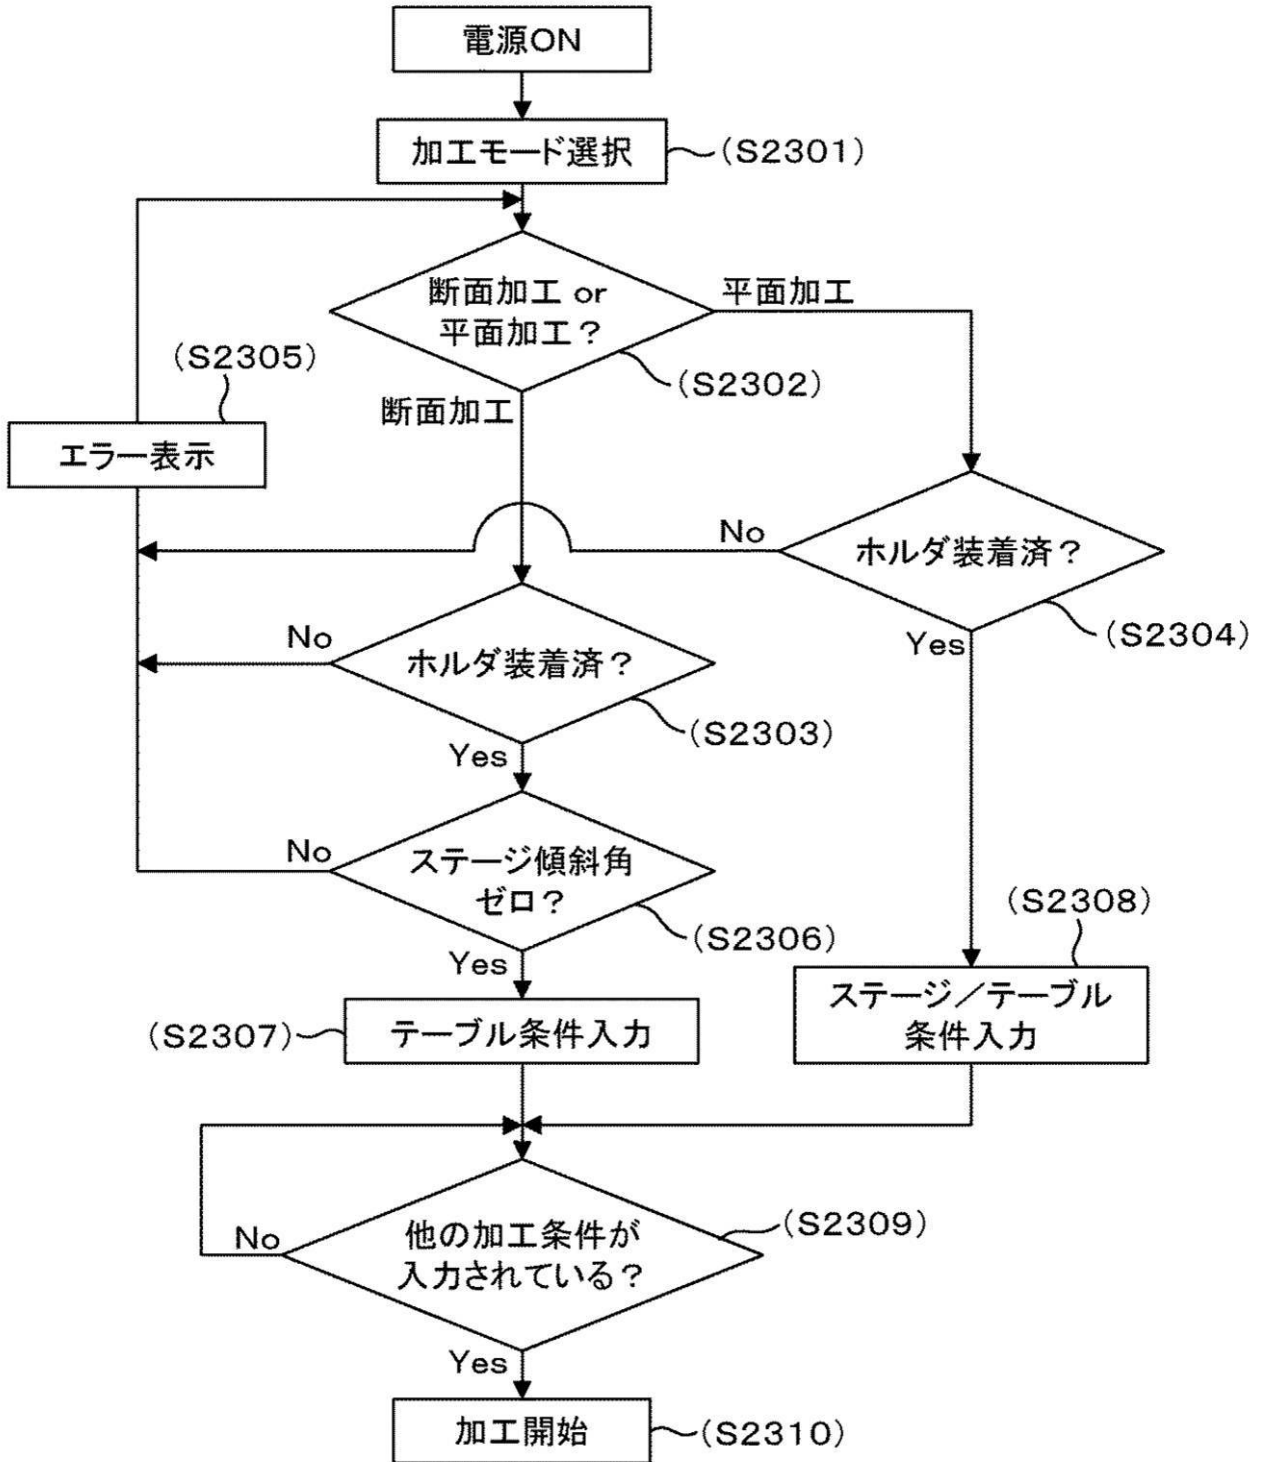 電源ON
加工モード選択
(S2301)
断面加工 or
平面加工？
平面加工
(S2305)
(S2302)
断面加工
エラー表示
No
ホルダ装着済？
(S2304)
Yes
No
ホルダ装着済？
(S2303)
Yes
No
ステージ傾斜角
ゼロ？
(S2306)
(S2308)
Yes
ステージ／テーブル
条件入力
(S2307)
テーブル条件入力
(S2309)
No
他の加工条件が
入力されている？
Yes
加工開始
(S2310)